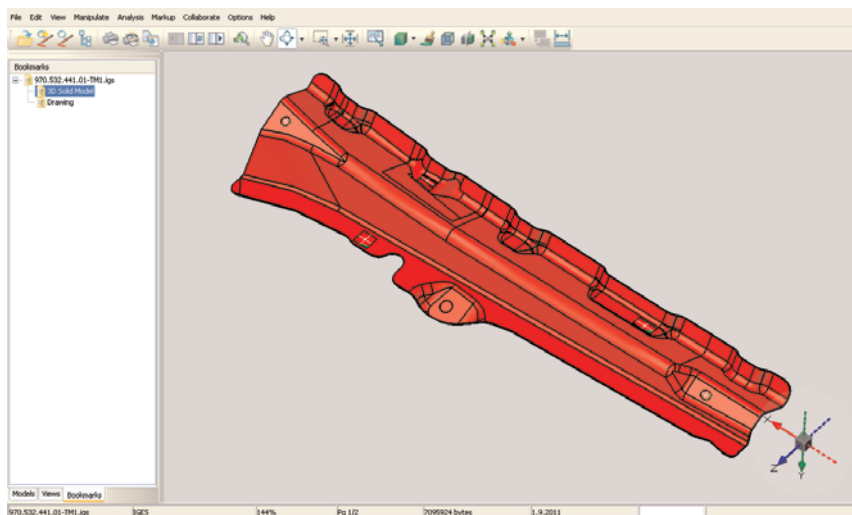 File Edit View Manipulate Analysis Markup Collaborate Options Help
Bookmarks
970.532.441.01-TM1.igs
3D Solid Model
Drawing
X
Z
Y
Models Views Bookmarks
970.532.441.01-TM1.igs IGES 144% Pg 1/2 7095924 bytes 1.9.2011